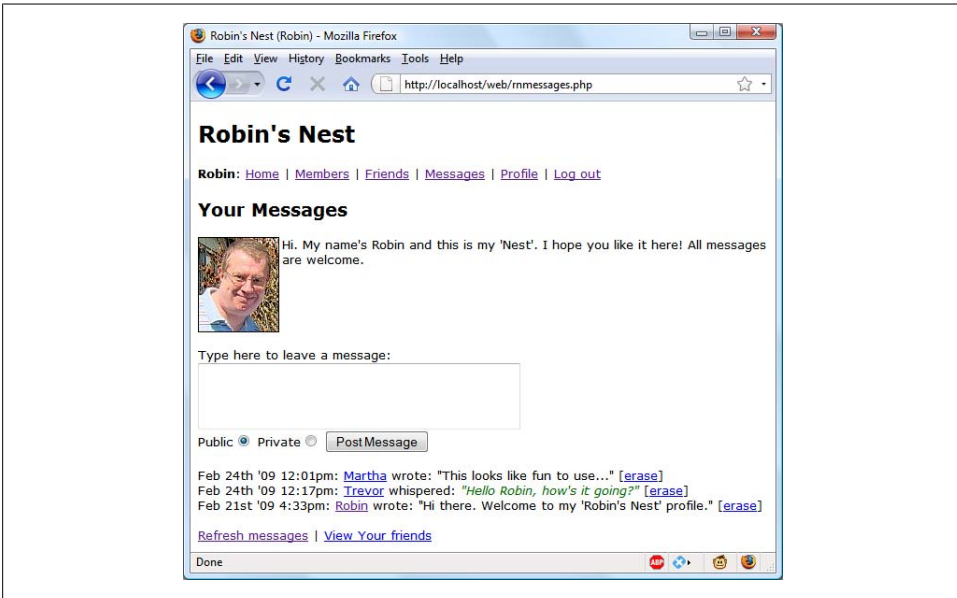 Robin's Nest (Robin) - Mozilla Firefox
File Edit View History Bookmarks Tools Help
http://localhost/web/rnmessages.php
Robin's Nest
Robin: Home | Members | Friends | Messages | Profile | Log out
Your Messages
Hi. My name's Robin and this is my 'Nest'. I hope you like it here! All messages
are welcome.
Type here to leave a message:
Public Private Post Message
Feb 24th '09 12:01pm: Martha wrote: "This looks like fun to use..." [erase]
Feb 24th '09 12:17pm: Trevor whispered: "Hello Robin, how's it going?" [erase]
Feb 21st '09 4:33pm: Robin wrote: "Hi there. Welcome to my 'Robin's Nest' profile." [erase]
Refresh messages | View Your friends
Done ABP